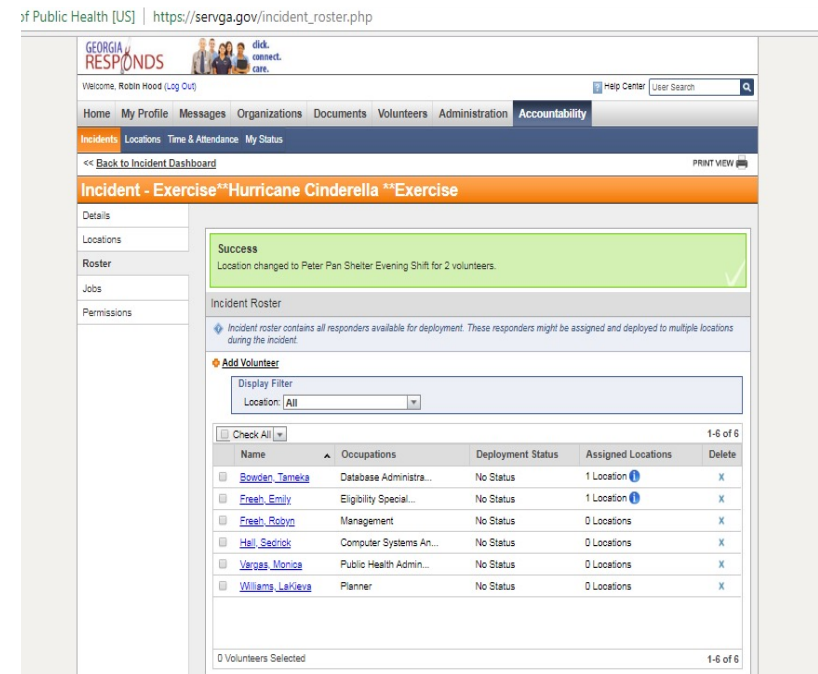 of Public Health [US] | https://servga.gov/incident_roster.php
GEORGIA
RESPONDS
click.
connect.
care.
Welcome, Robin Hood (Log Out)
Help Center User Search
Home My Profile Messages Organizations Documents Volunteers Administration Accountability
Incidents Locations Time & Attendance My Status
<< Back to Incident Dashboard PRINT VIEW
Incident - Exercise**Hurricane Cinderella **Exercise
Details
Locations
Roster
Jobs
Permissions
Success
Location changed to Peter Pan Shelter Evening Shift for 2 volunteers.
Incident Roster
Incident roster contains all responders available for deployment. These responders might be assigned and deployed to multiple locations
during the incident.
Add Volunteer
Display Filter
Location: All
Check All 1-6 of 6
Name Occupations Deployment Status Assigned Locations Delete
Bowden, Tameka Database Administra... No Status 1 Location i X
Freeh, Emily Eligibility Special... No Status 1 Location i X
Freeh, Robyn Management No Status 0 Locations X
Hall, Sedrick Computer Systems An... No Status 0 Locations X
Vargas, Monica Public Health Admin... No Status 0 Locations X
Williams, LaKieva Planner No Status 0 Locations X
0 Volunteers Selected 1-6 of 6